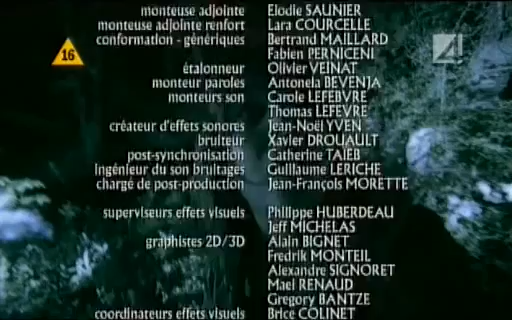 monteuse adjointe Elodie SAUNIER
monteuse adjointe renfort Lara COURCELLE
conformation - génériques Bertrand MAILLARD
Fabien PERNICENI
16
4
étalonneur Olivier VEINAT
monteur paroles Antonela BEVENJA
monteurs son Carole LEFEBVRE
Thomas LEFEVRE
créateur d'effets sonores Jean-Noël YVEN
bruiteur Xavier DROUAULT
post-synchronisation Catherine TAÏEB
ingénieur du son bruitages Guillaume LERICHE
chargé de post-production Jean-François MORETTE
superviseurs effets visuels Philippe HUBERDEAU
Jeff MICHELAS
graphistes 2D/3D Alain BIGNET
Fredrik MONTEIL
Alexandre SIGNORET
Mael RENAUD
Gregory BANTZE
coordinateurs effets visuels Brice COLINET